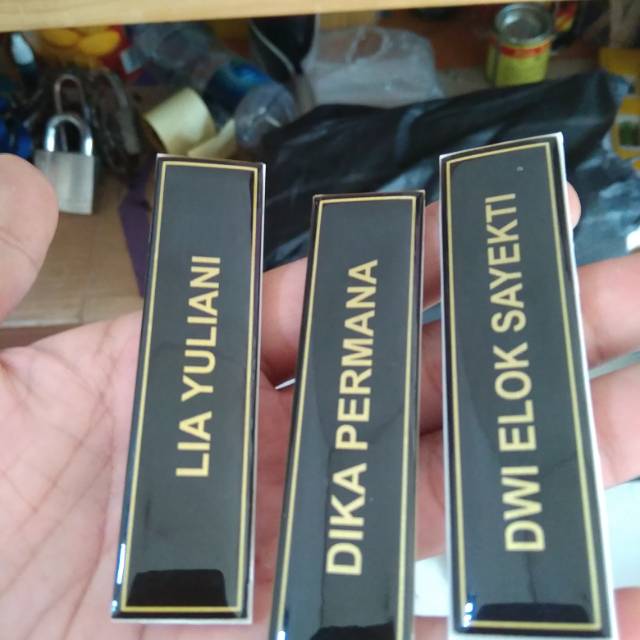 LIA YULIANI
DIKA PERMANA
DWI ELOK SAYEKTI